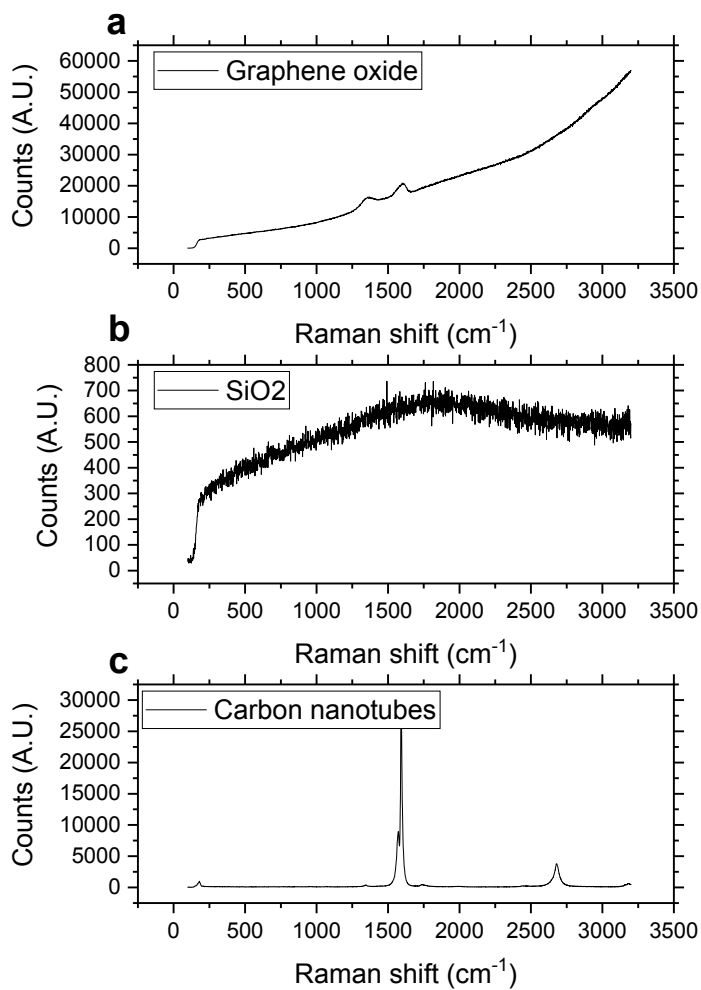 a
Graphene oxide
60000
50000
40000
30000
20000
10000
0
Counts (A.U.)
0 500 1000 1500 2000 2500 3000 3500
Raman shift (cm⁻¹)
b
SiO2
800
700
600
500
400
300
200
100
0
Counts (A.U.)
0 500 1000 1500 2000 2500 3000 3500
Raman shift (cm⁻¹)
c
Carbon nanotubes
30000
25000
20000
15000
10000
5000
0
Counts (A.U.)
0 500 1000 1500 2000 2500 3000 3500
Raman shift (cm⁻¹)